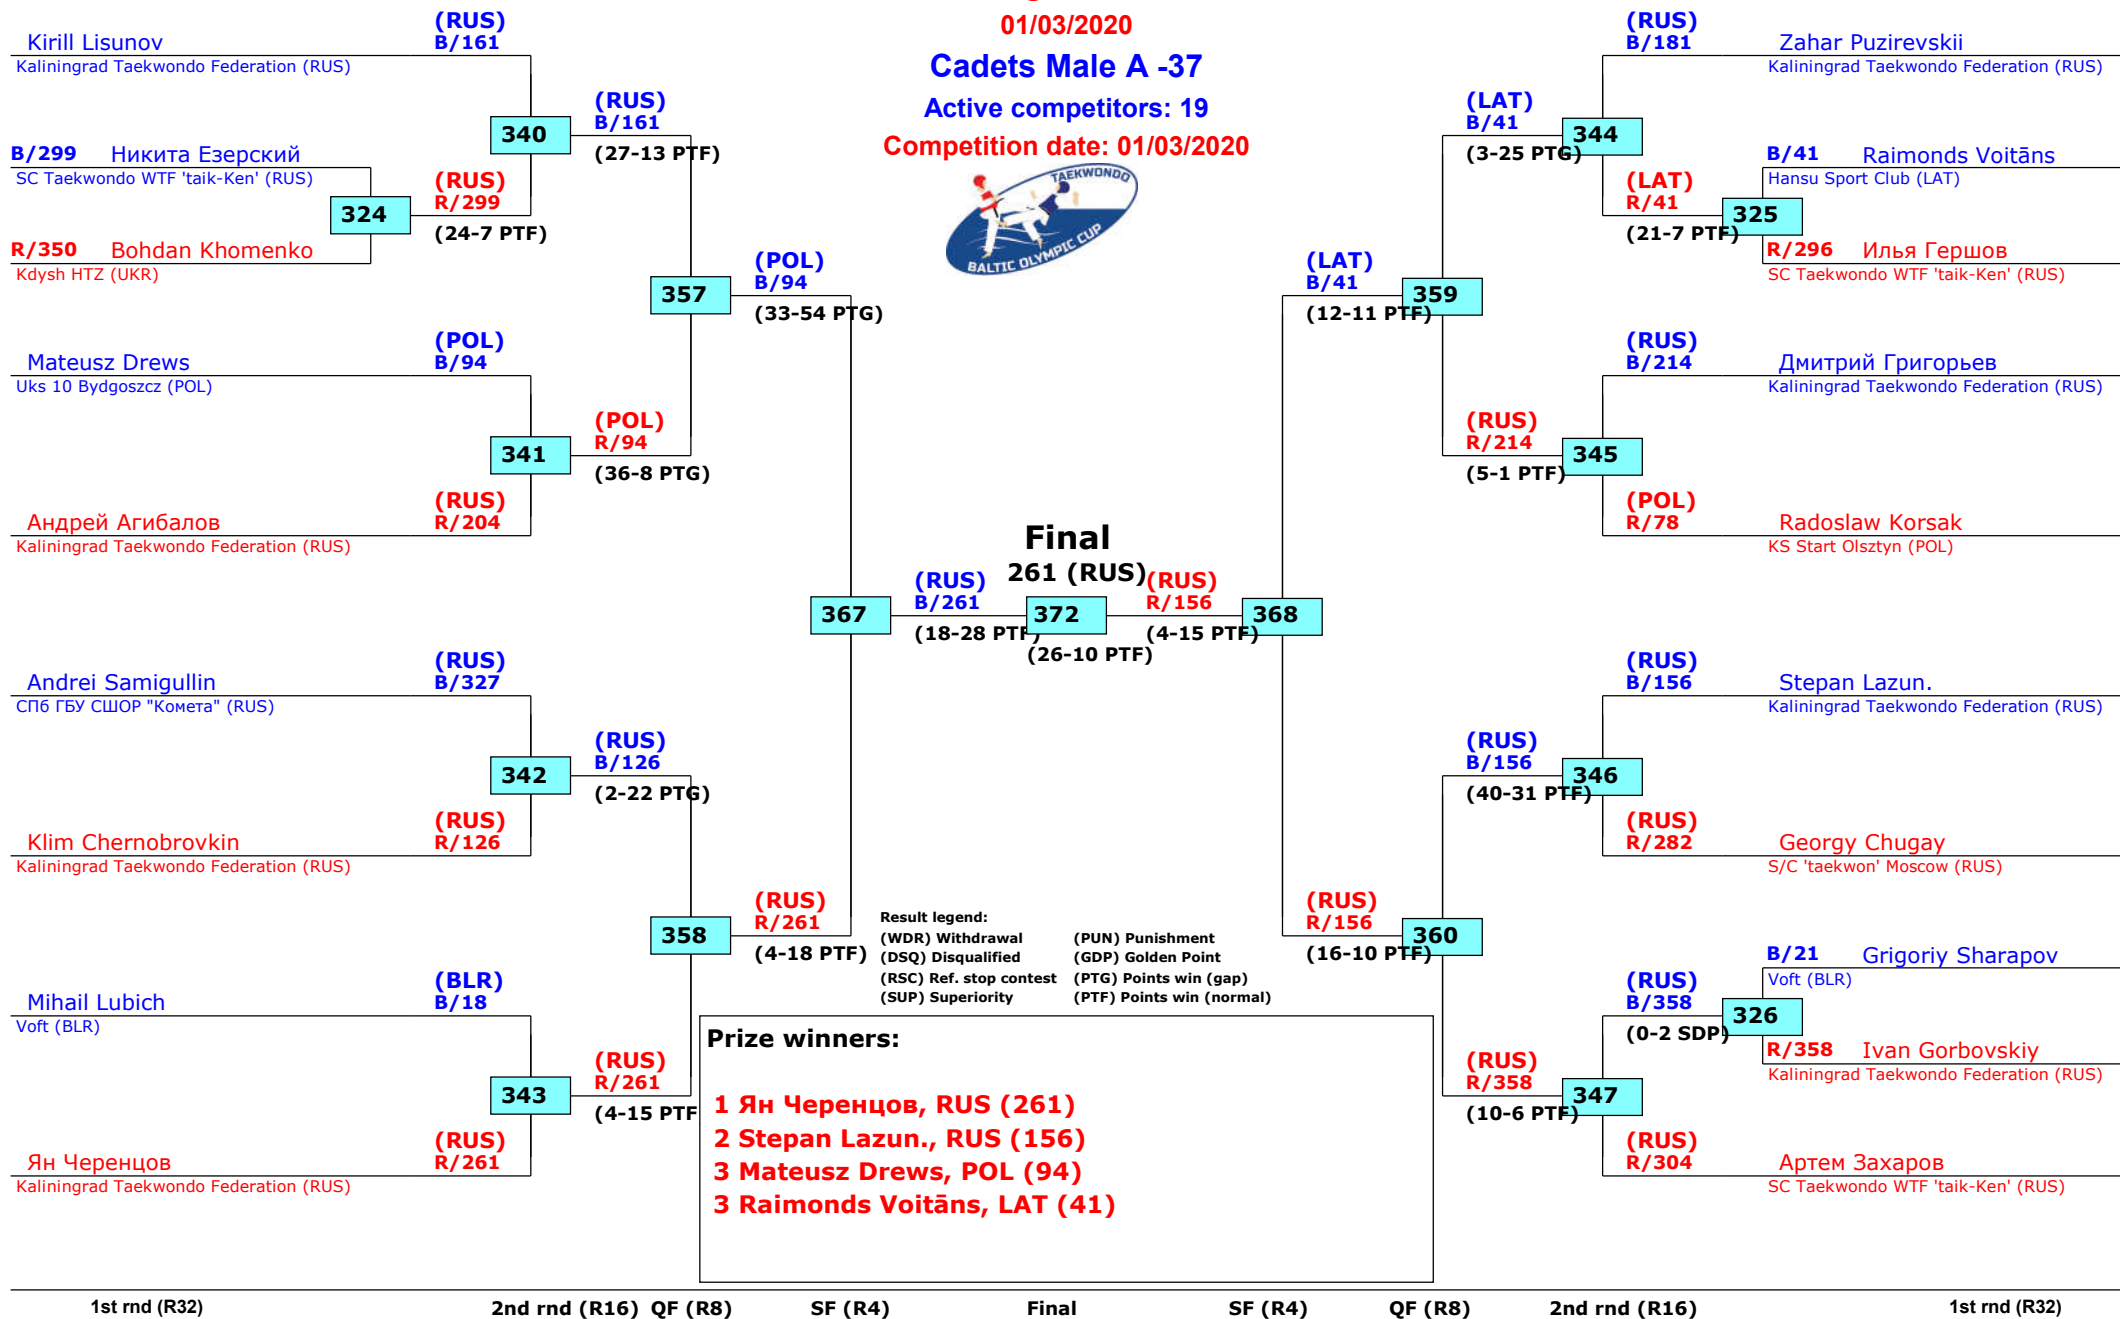 01/03/2020
Cadets Male A -37
Active competitors: 19
Competition date: 01/03/2020
TAEKWONDO
BALTIC OLYMPIC CUP
(RUS)
Kirill Lisunov B/161
Kaliningrad Taekwondo Federation (RUS)
(RUS)
B/161
340
(27-13 PTF)
B/299 Никита Езерский
SC Taekwondo WTF 'taik-Ken' (RUS)
(RUS)
R/299
324
(24-7 PTF)
R/350 Bohdan Khomenko
Kdysh HTZ (UKR)
(POL)
B/94
357
(33-54 PTG)
(POL)
Mateusz Drews B/94
Uks 10 Bydgoszcz (POL)
(POL)
R/94
341
(36-8 PTG)
(RUS)
Андрей Агибалов R/204
Kaliningrad Taekwondo Federation (RUS)
(RUS)
B/261
367
(18-28 PTF)
(RUS)
Andrei Samigullin B/327
СПб ГБУ СШОР "Комета" (RUS)
(RUS)
B/126
342
(2-22 PTG)
(RUS)
Klim Chernobrovkin R/126
Kaliningrad Taekwondo Federation (RUS)
(RUS)
R/261
358
(4-18 PTF)
(BLR)
Mihail Lubich B/18
Voft (BLR)
(RUS)
R/261
343
(4-15 PTF
(RUS)
Ян Черенцов R/261
Kaliningrad Taekwondo Federation (RUS)
Final
261 (RUS)
372
(26-10 PTF)
(RUS)
R/156
368
(4-15 PTF)
(RUS)
B/181 Zahar Puzirevskii
Kaliningrad Taekwondo Federation (RUS)
(LAT)
B/41
344
(3-25 PTG)
B/41 Raimonds Voitāns
Hansu Sport Club (LAT)
(LAT)
R/41
325
(21-7 PTF)
R/296 Илья Гершов
SC Taekwondo WTF 'taik-Ken' (RUS)
(LAT)
B/41
359
(12-11 PTF)
(RUS)
B/214 Дмитрий Григорьев
Kaliningrad Taekwondo Federation (RUS)
(RUS)
R/214
345
(5-1 PTF)
(POL)
R/78 Radoslaw Korsak
KS Start Olsztyn (POL)
(RUS)
B/156 Stepan Lazun.
Kaliningrad Taekwondo Federation (RUS)
(RUS)
B/156
346
(40-31 PTF)
(RUS)
R/282 Georgy Chugay
S/C 'taekwon' Moscow (RUS)
(RUS)
R/156
360
(16-10 PTF)
B/21 Grigoriy Sharapov
Voft (BLR)
(RUS)
B/358
326
(0-2 SDP)
R/358 Ivan Gorbovskiy
Kaliningrad Taekwondo Federation (RUS)
(RUS)
R/358
347
(10-6 PTF)
(RUS)
R/304 Артем Захаров
SC Taekwondo WTF 'taik-Ken' (RUS)
Result legend:
(WDR) Withdrawal (PUN) Punishment
(DSQ) Disqualified (GDP) Golden Point
(RSC) Ref. stop contest (PTG) Points win (gap)
(SUP) Superiority (PTF) Points win (normal)
Prize winners:
1 Ян Черенцов, RUS (261)
2 Stepan Lazun., RUS (156)
3 Mateusz Drews, POL (94)
3 Raimonds Voitāns, LAT (41)
1st rnd (R32) 2nd rnd (R16) QF (R8) SF (R4) Final SF (R4) QF (R8) 2nd rnd (R16) 1st rnd (R32)